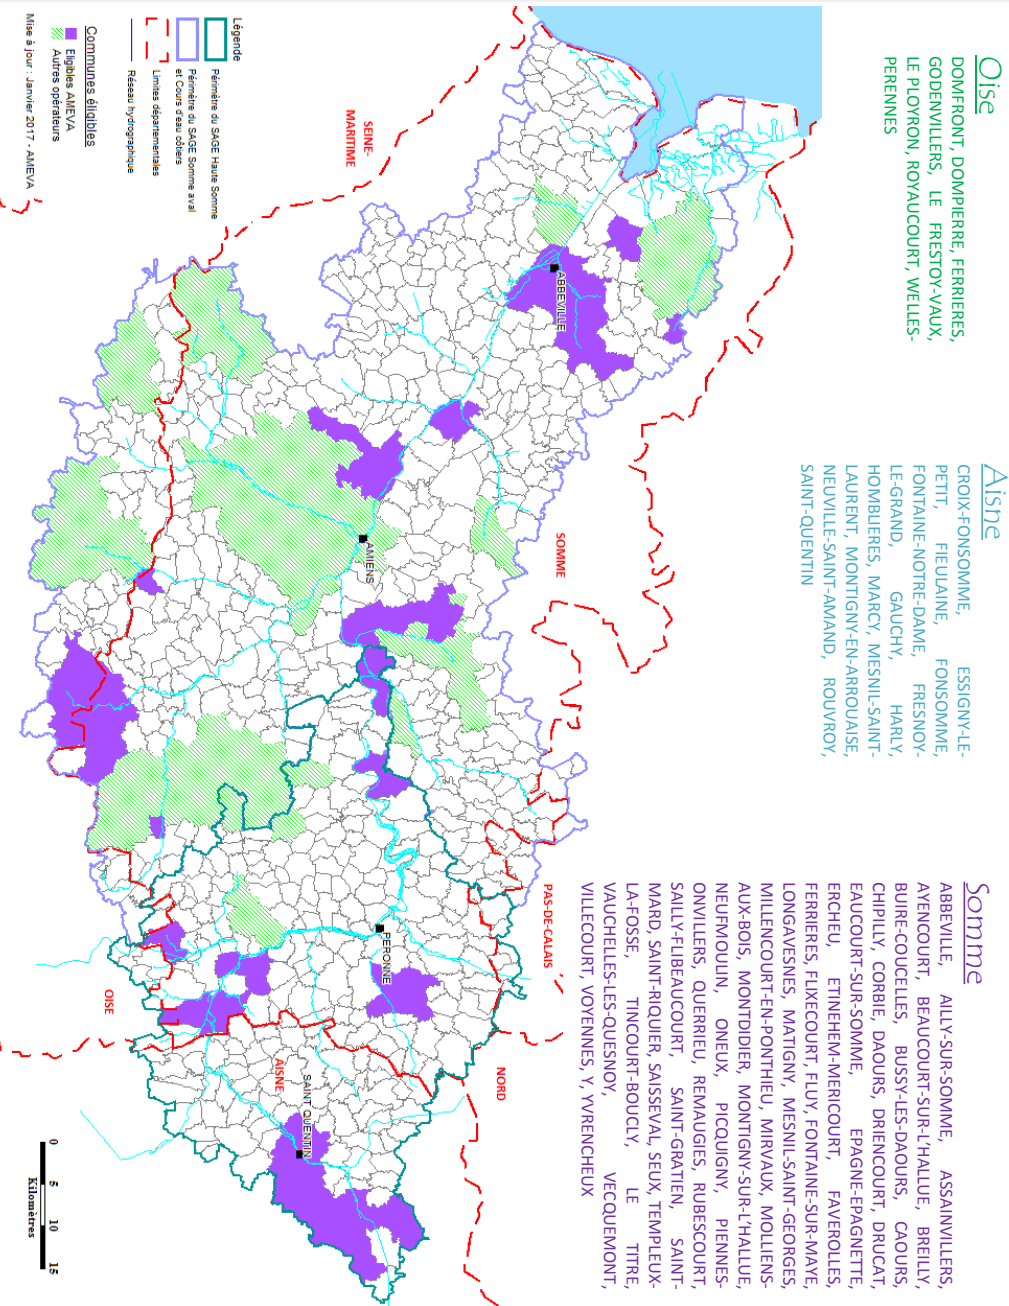 Oise
DOMFRONT, DOMPIERRE, FERRIERES,
GODENVILLERS, LE FRESTOY-VAUX,
LE PLOYRON, ROYAUCOURT, WELLES-
PERENNES
Aisne
CROIX-FONSOMME, ESSIGNY-LE-
PETIT, FIEULAINE, FONSOMME,
FONTAINE-NOTRE-DAME, FRESNOY-
LE-GRAND, GAUCHY, HARLY,
HOMBLIERES, MARCY, MESNIL-SAINT-
LAURENT, MONTIGNY-EN-ARROUAISE,
NEUVILLE-SAINT-AMAND, ROUVROY,
SAINT-QUENTIN
Somme
ABBEVILLE, AILLY-SUR-SOMME, ASSAINVILLERS,
AYENCOURT, BEAUCOURT-SUR-L'HALLUE, BREILLY,
BUIRE-COUCELLES, BUSSY-LES-DAOURS, CAOURS,
CHIPILLY, CORBIE, DAOURS, DRIENCOURT, DRUCAT,
EAUCOURT-SUR-SOMME, EPAGNE-EPAGNETTE,
ERCHEU, ETINEHEM-MERICOURT, FAVEROLLES,
FERRIERES, FLIXECOURT, FLUY, FONTAINE-SUR-MAYE,
LONGAVESNES, MATIGNY, MESNIL-SAINT-GEORGES,
MILLENCOURT-EN-PONTHIEU, MIRVAUX, MOLLIENS-
AUX-BOIS, MONTDIDIER, MONTIGNY-SUR-L'HALLUE,
NEUFMOULIN, ONEUX, PICQUIGNY, PIENNES-
ONVILLERS, QUERRIEU, REMAUGIES, RUBESCOURT,
SAILLY-FLIBEAUCOURT, SAINT-GRATIEN, SAINT-
MARD, SAINT-RIQUIER, SAISSEVAL, SEUX, TEMPLEUX-
LA-FOSSE, TINCOURT-BOUCLY, LE TITRE,
VAUCHELLES-LES-QUESNOY, VECQUEMONT,
VILLECOURT, VOYENNES, Y, YVRENCHEUX
SOMME
PAS-DE-CALAIS
NORD
ABBEVILLE
AMIENS
PERONNE
SAINT QUENTIN
SEINE-
MARITIME
AISNE
OISE
Légende
Périmètre du SAGE Haute Somme
Périmètre du SAGE Somme aval
et Cours d'eau côtiers
Limites départementales
Réseau hydrographique
Communes éligibles
Eligibles AMEVA
Autres opérateurs
Mise à jour : Janvier 2017 - AMEVA
0 5 10 15
Kilomètres